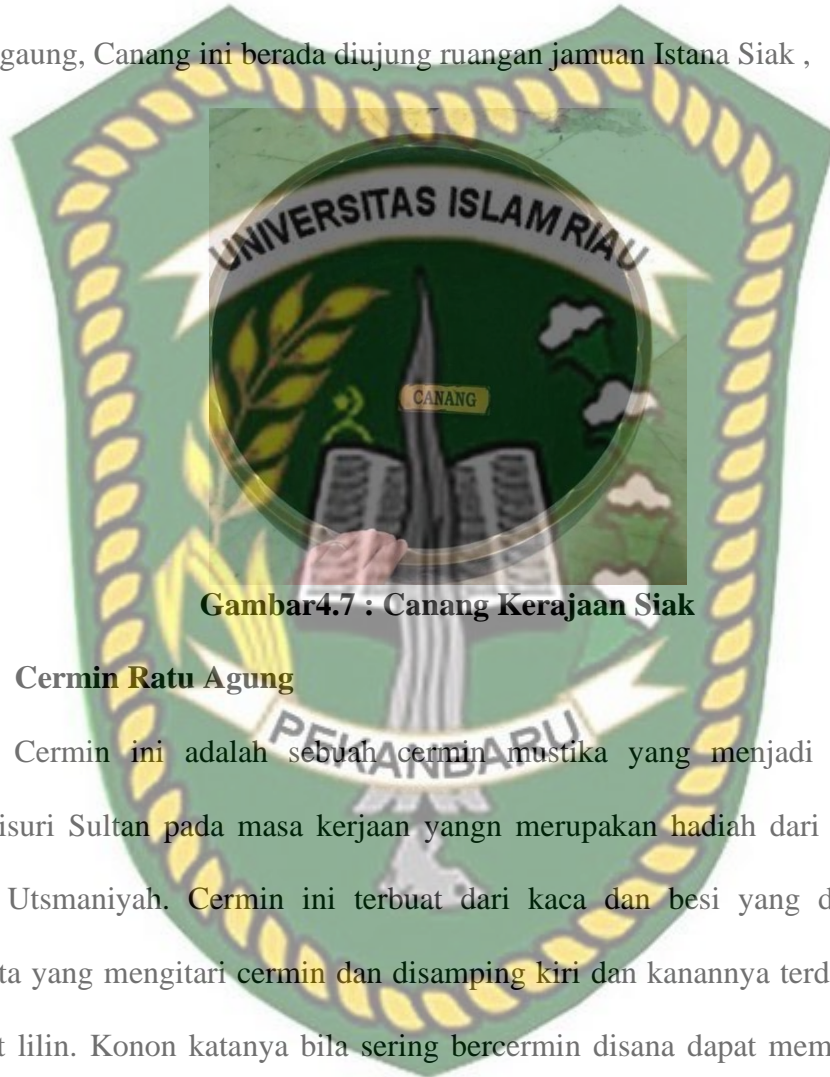 gaung, Canang ini berada diujung ruangan jamuan Istana Siak ,
UNIVERSITAS ISLAM RIAU
CANANG
Gambar4.7 : Canang Kerajaan Siak
Cermin Ratu Agung
Cermin ini adalah sebuah cermin mustika yang menjadi
PEKANBARU
isuri Sultan pada masa kerjaan yangn merupakan hadiah dari
Utsmaniyah. Cermin ini terbuat dari kaca dan besi yang d
ta yang mengitari cermin dan disamping kiri dan kanannya terd
t lilin. Konon katanya bila sering bercermin disana dapat mem